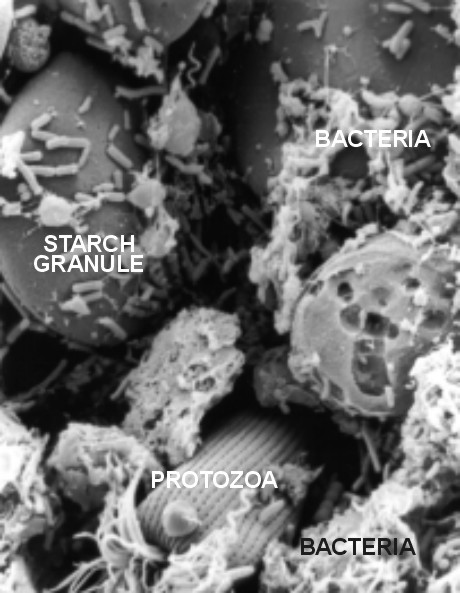 BACTERIA
STARCH
GRANULE
PROTOZOA
BACTERIA